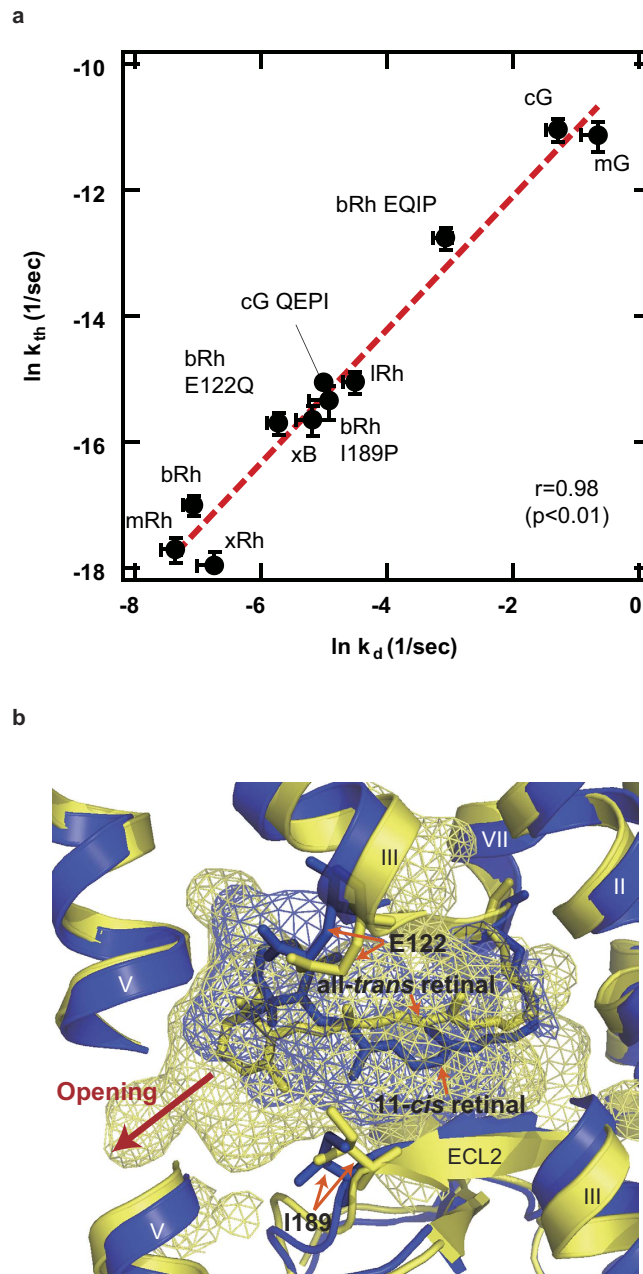 a
-10
-12
-14
-16
-18
ln k_th (1/sec)
cG
mG
bRh EQIP
cG QEPI
bRh
E122Q
lRh
xB
bRh
I189P
bRh
mRh
xRh
r=0.98
(p<0.01)
-8
-6
-4
-2
0
ln k_d (1/sec)
b
III
VII
II
V
E122
all-trans retinal
Opening
11-cis retinal
ECL2
V
I189
III